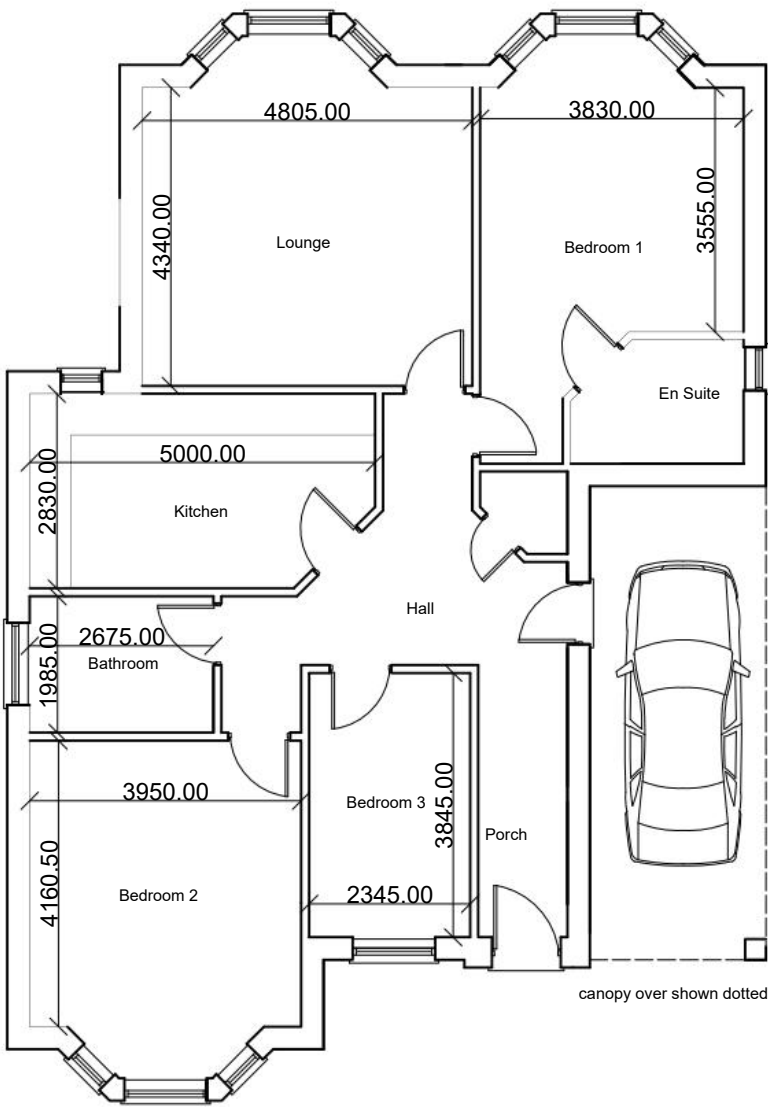 4805.00
3830.00
4340.00
3555.00
Lounge
Bedroom 1
En Suite
2830.00
5000.00
Kitchen
Hall
1985.00
2675.00
Bathroom
3950.00
3845.00
Bedroom 3
Porch
4160.50
2345.00
Bedroom 2
canopy over shown dotted